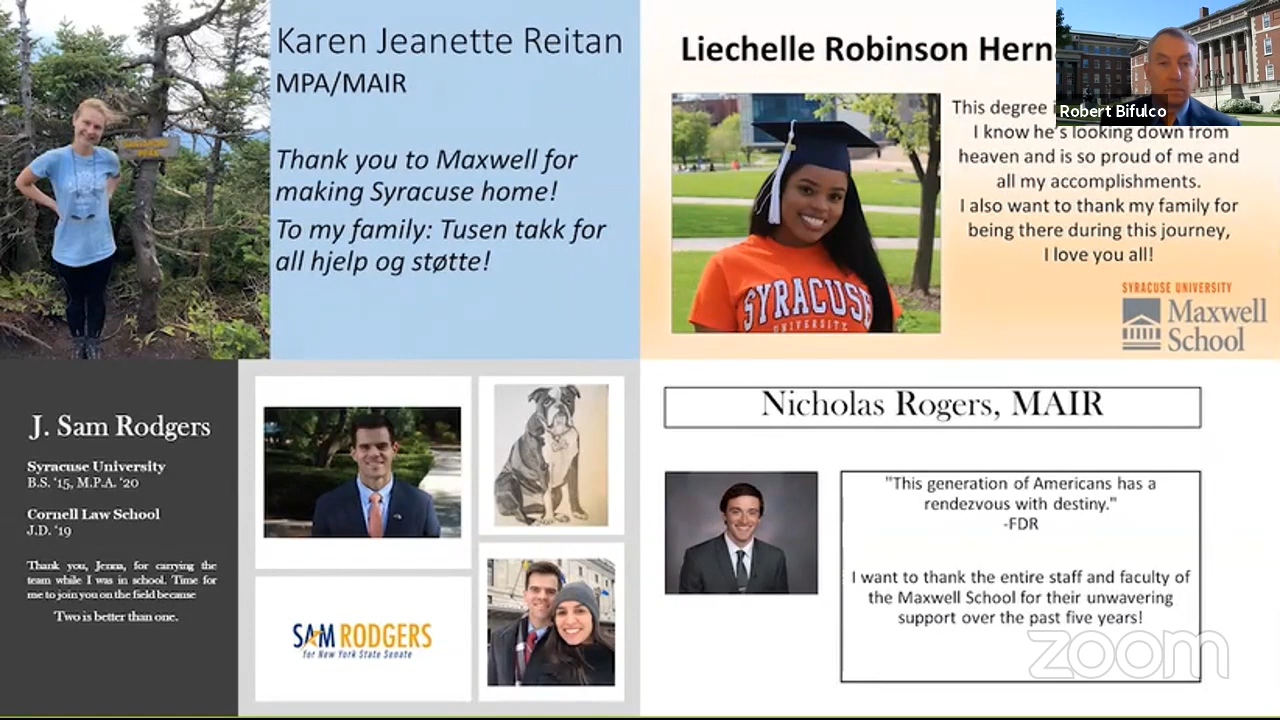 Karen Jeanette Reitan
MPA/MAIR
Thank you to Maxwell for
making Syracuse home!
To my family: Tusen takk for
all hjelp og støtte!
Liechelle Robinson Hern
This degree
I know he's looking down from
heaven and is so proud of me and
all my accomplishments.
I also want to thank my family for
being there during this journey,
I love you all!
SYRACUSE
UNIVERSITY
SYRACUSE UNIVERSITY
Maxwell
School
Robert Bifulco
J. Sam Rodgers
Syracuse University
B.S. '15, M.P.A. '20
Cornell Law School
J.D. '19
Thank you, Jenna, for carrying the
team while I was in school. Time for
me to join you on the field because
Two is better than one.
SAM RODGERS
for New York State Senate
Nicholas Rogers, MAIR
"This generation of Americans has a
rendezvous with destiny."
-FDR
I want to thank the entire staff and faculty of
the Maxwell School for their unwavering
support over the past five years!
zoom